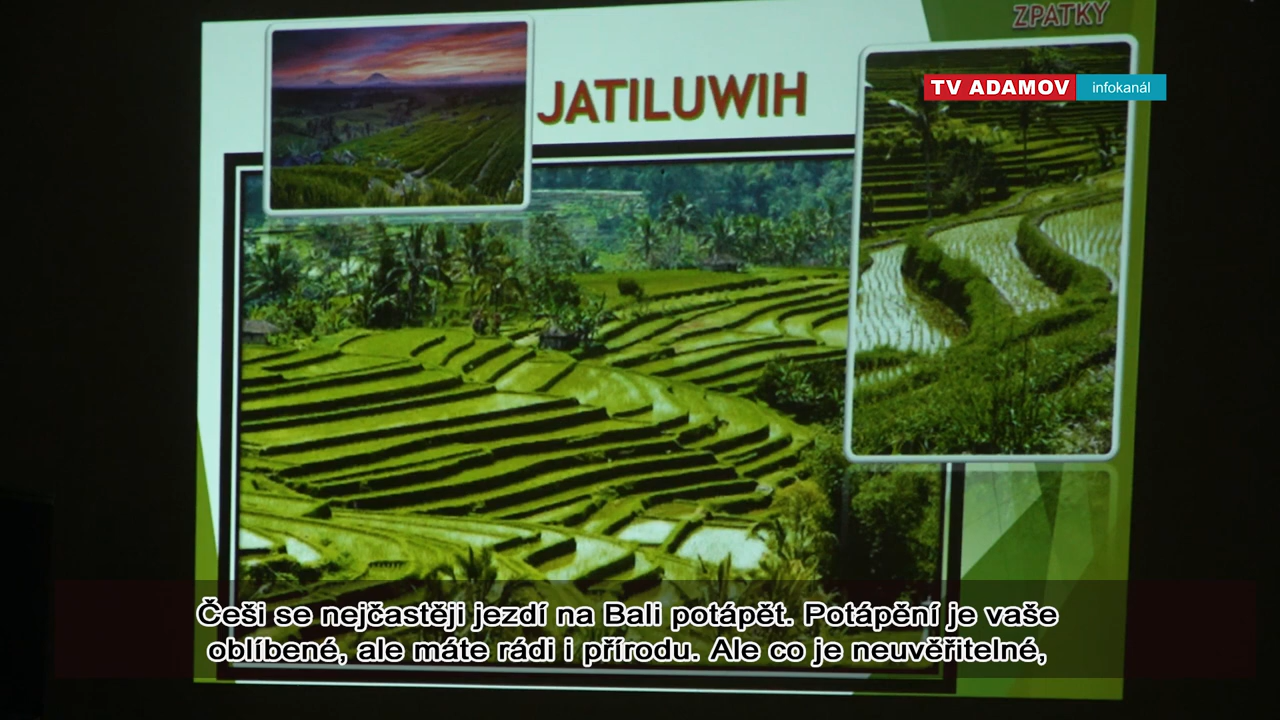 ZPATKY
JATILUWIH
TV ADAMOV infokanál
Češi se nejčastěji jezdí na Bali potápět. Potápění je vaše
oblíbené, ale máte rádi i přírodu. Ale co je neuvěřitelné,